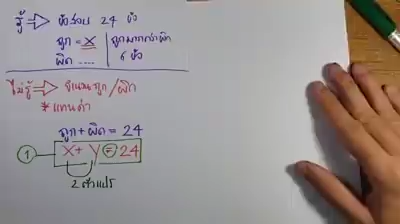 รู้ ⇒ ข้อสอบ 24 ข้อ
ถูก = x | ถูกมากกว่าผิด
ผิด .... | 6 ข้อ
ไม่รู้ ⇒ จำนวนถูก/ผิด
* แทนค่า
ถูก + ผิด = 24
① x + y = 24
2 ตัวแปร